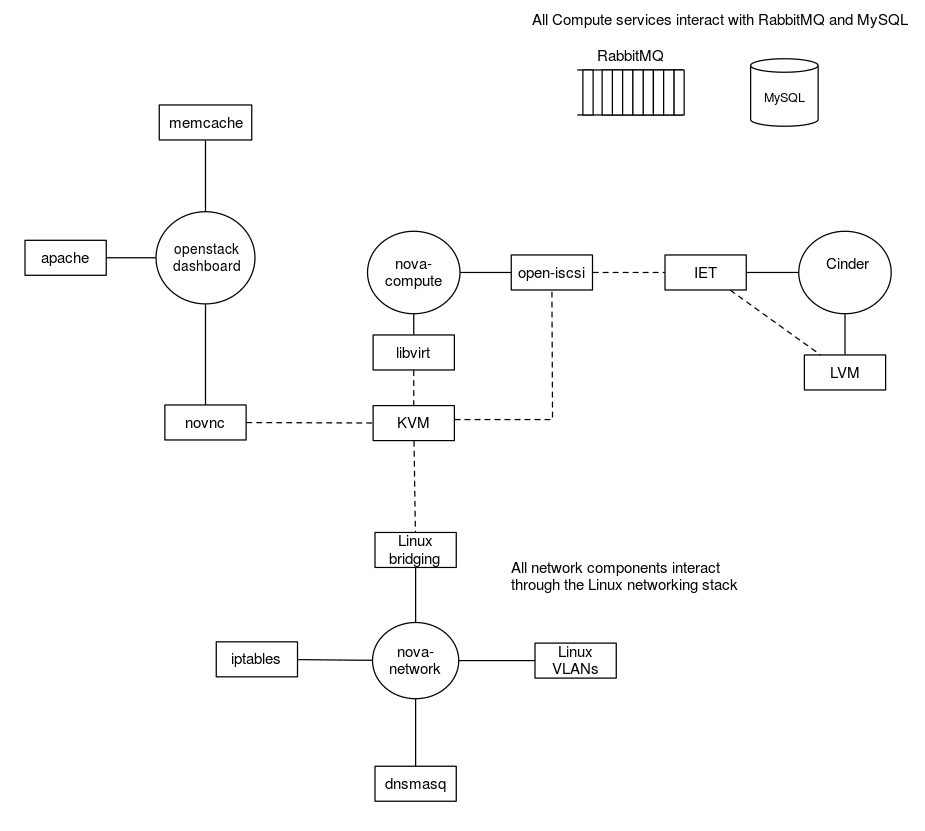 All Compute services interact with RabbitMQ and MySQL
RabbitMQ
MySQL
memcache
apache
openstack
dashboard
nova-
compute
open-iscsi
IET
Cinder
libvirt
LVM
novnc
KVM
Linux
bridging
All network components interact
through the Linux networking stack
iptables
nova-
network
Linux
VLANs
dnsmasq